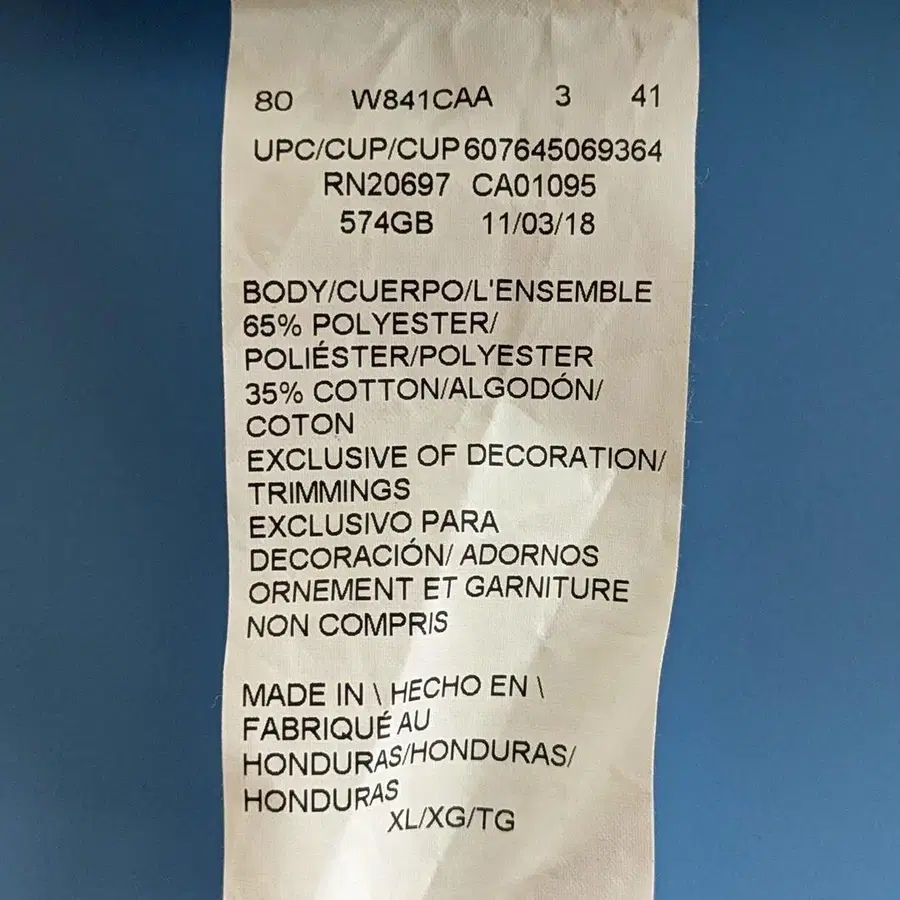 80 W841CAA 3 41
UPC/CUP/CUP607645069364
RN20697 CA01095
574GB 11/03/18
BODY/CUERPO/L'ENSEMBLE
65% POLYESTER/
POLIÉSTER/POLYESTER
35% COTTON/ALGODÓN/
COTON
EXCLUSIVE OF DECORATION/
TRIMMINGS
EXCLUSIVO PARA
DECORACIÓN/ ADORNOS
ORNEMENT ET GARNITURE
NON COMPRIS
MADE IN \ HECHO EN \
FABRIQUÉ AU
HONDURAS/HONDURAS/
HONDURAS
XL/XG/TG